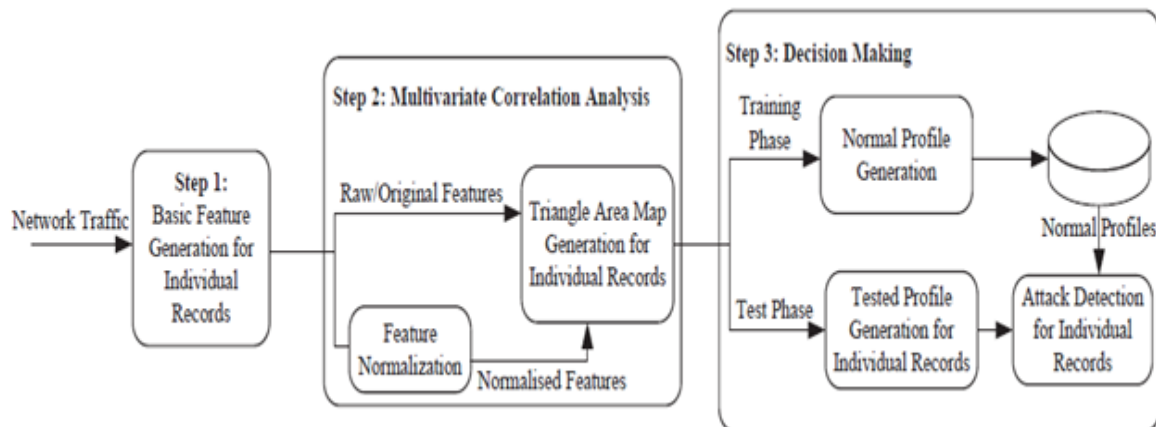 Network Traffic
Step 1:
Basic Feature
Generation for
Individual
Records
Step 2: Multivariate Correlation Analysis
Raw/Original Features
Feature
Normalization
Normalised Features
Triangle Area Map
Generation for
Individual Records
Step 3: Decision Making
Training
Phase
Normal Profile
Generation
Normal Profiles
Test Phase
Tested Profile
Generation for
Individual Records
Attack Detection
for Individual
Records